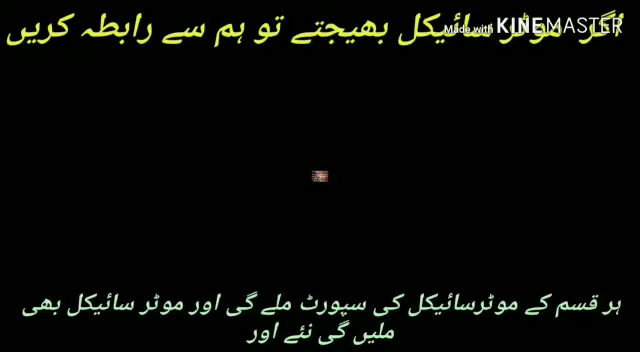 اگر موٹر سائیکل بھیجتے تو ہم سے رابطہ کریں
Made with KINEMASTER
ہر قسم کے موٹرسائیکل کی سپورٹ ملے گی اور موٹر سائیکل بھی
ملیں گی نئے اور